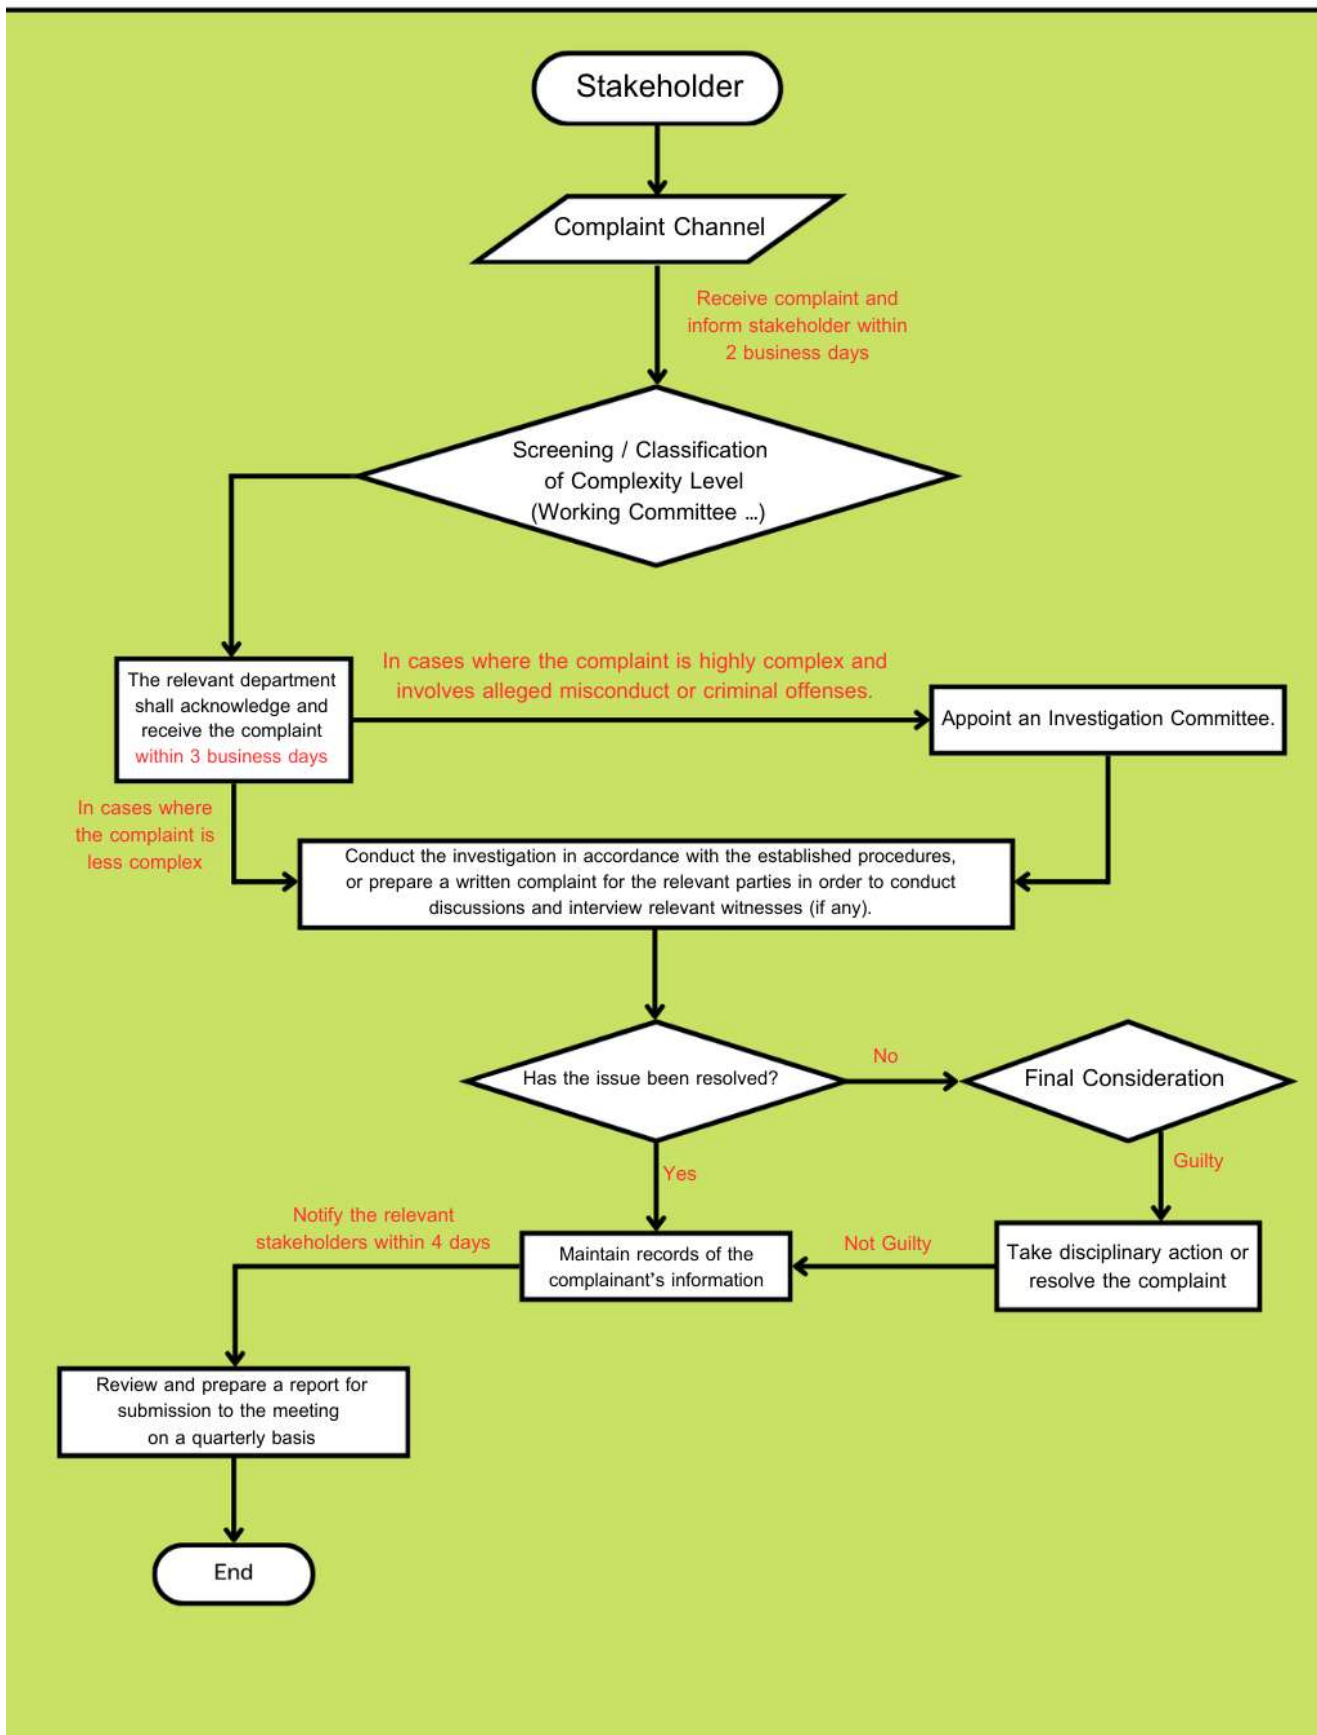 Stakeholder
Complaint Channel
Receive complaint and
inform stakeholder within
2 business days
Screening / Classification
of Complexity Level
(Working Committee ...)
The relevant department
shall acknowledge and
receive the complaint
within 3 business days
In cases where the complaint is highly complex and
involves alleged misconduct or criminal offenses.
Appoint an Investigation Committee.
In cases where
the complaint is
less complex
Conduct the investigation in accordance with the established procedures,
or prepare a written complaint for the relevant parties in order to conduct
discussions and interview relevant witnesses (if any).
Has the issue been resolved?
No
Final Consideration
Yes
Guilty
Notify the relevant
stakeholders within 4 days
Maintain records of the
complainant's information
Not Guilty
Take disciplinary action or
resolve the complaint
Review and prepare a report for
submission to the meeting
on a quarterly basis
End